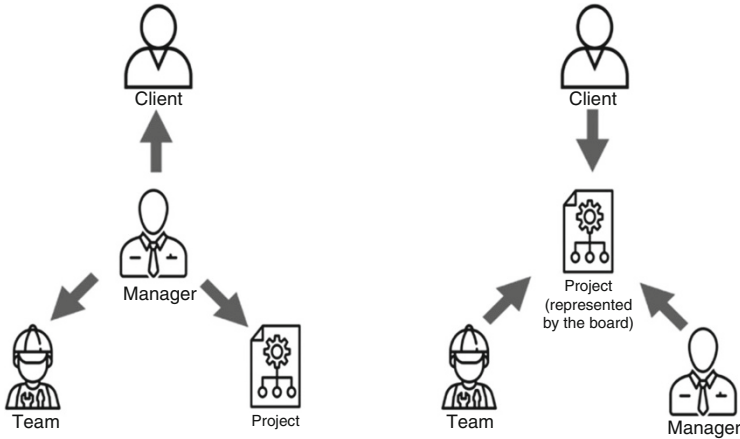 Client
Client
Manager
Project
(represented
by the board)
Team
Project
Team
Manager